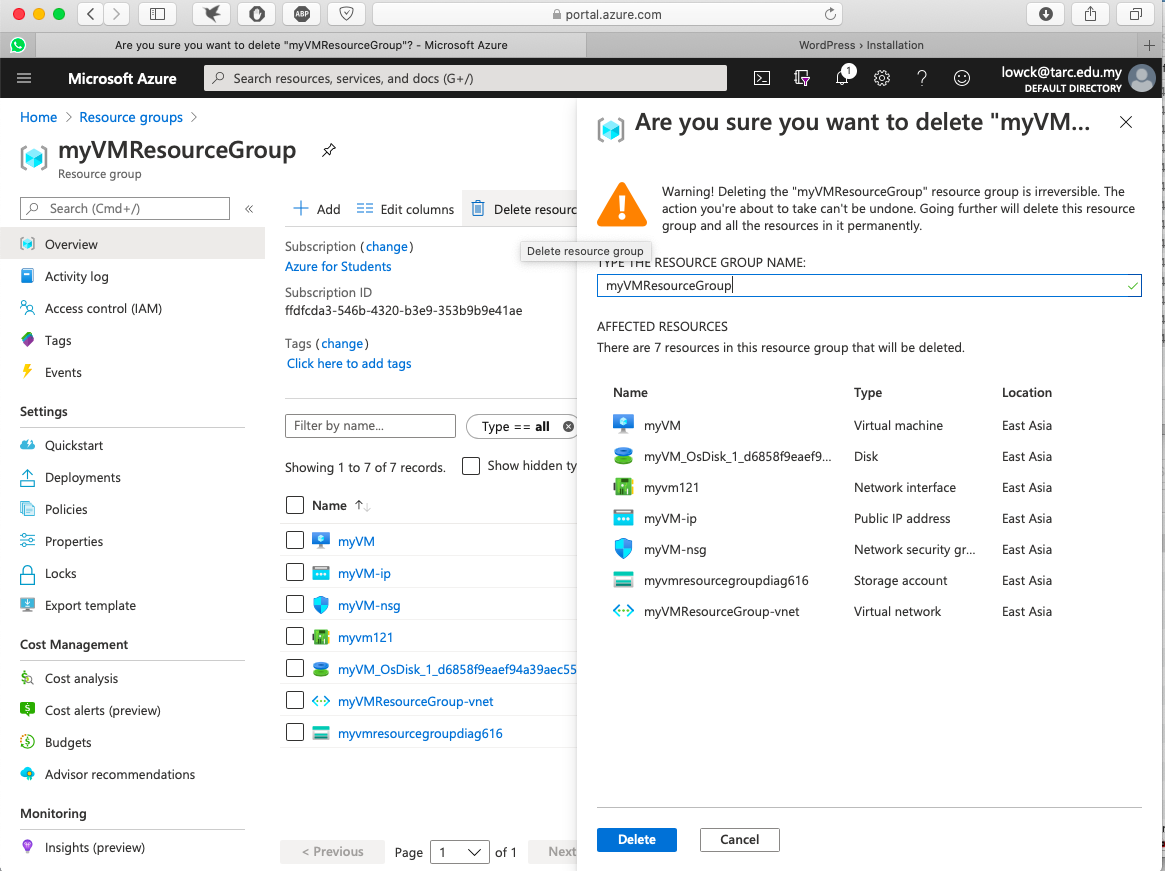 portal.azure.com
ABP
Are you sure you want to delete "myVMResourceGroup"? - Microsoft Azure
WordPress › Installation
Microsoft Azure
Search resources, services, and docs (G+/)
1
lowck@tarc.edu.my
DEFAULT DIRECTORY
Home > Resource groups >
myVMResourceGroup
Resource group
Search (Cmd+/)
«
Overview
Activity log
Access control (IAM)
Tags
Events
Settings
Quickstart
Deployments
Policies
Properties
Locks
Export template
Cost Management
Cost analysis
Cost alerts (preview)
Budgets
Advisor recommendations
Monitoring
Insights (preview)
Add
Edit columns
Delete resourc
Delete resource group
Subscription (change)
Azure for Students
Subscription ID
ffdfcda3-546b-4320-b3e9-353b9b9e41ae
Tags (change)
Click here to add tags
Filter by name...
Type == all
Showing 1 to 7 of 7 records.
Show hidden ty
Name ↑↓
myVM
myVM-ip
myVM-nsg
myvm121
myVM_OsDisk_1_d6858f9eaef94a39aec55
myVMResourceGroup-vnet
myvmresourcegroupdiag616
< Previous
Page 1 of 1
Next
Are you sure you want to delete "myVM...
Warning! Deleting the "myVMResourceGroup" resource group is irreversible. The
action you're about to take can't be undone. Going further will delete this resource
group and all the resources in it permanently.
TYPE THE RESOURCE GROUP NAME:
myVMResourceGroup
AFFECTED RESOURCES
There are 7 resources in this resource group that will be deleted.
Name Type Location
myVM Virtual machine East Asia
myVM_OsDisk_1_d6858f9eaef9... Disk East Asia
myvm121 Network interface East Asia
myVM-ip Public IP address East Asia
myVM-nsg Network security gr... East Asia
myvmresourcegroupdiag616 Storage account East Asia
myVMResourceGroup-vnet Virtual network East Asia
Delete
Cancel